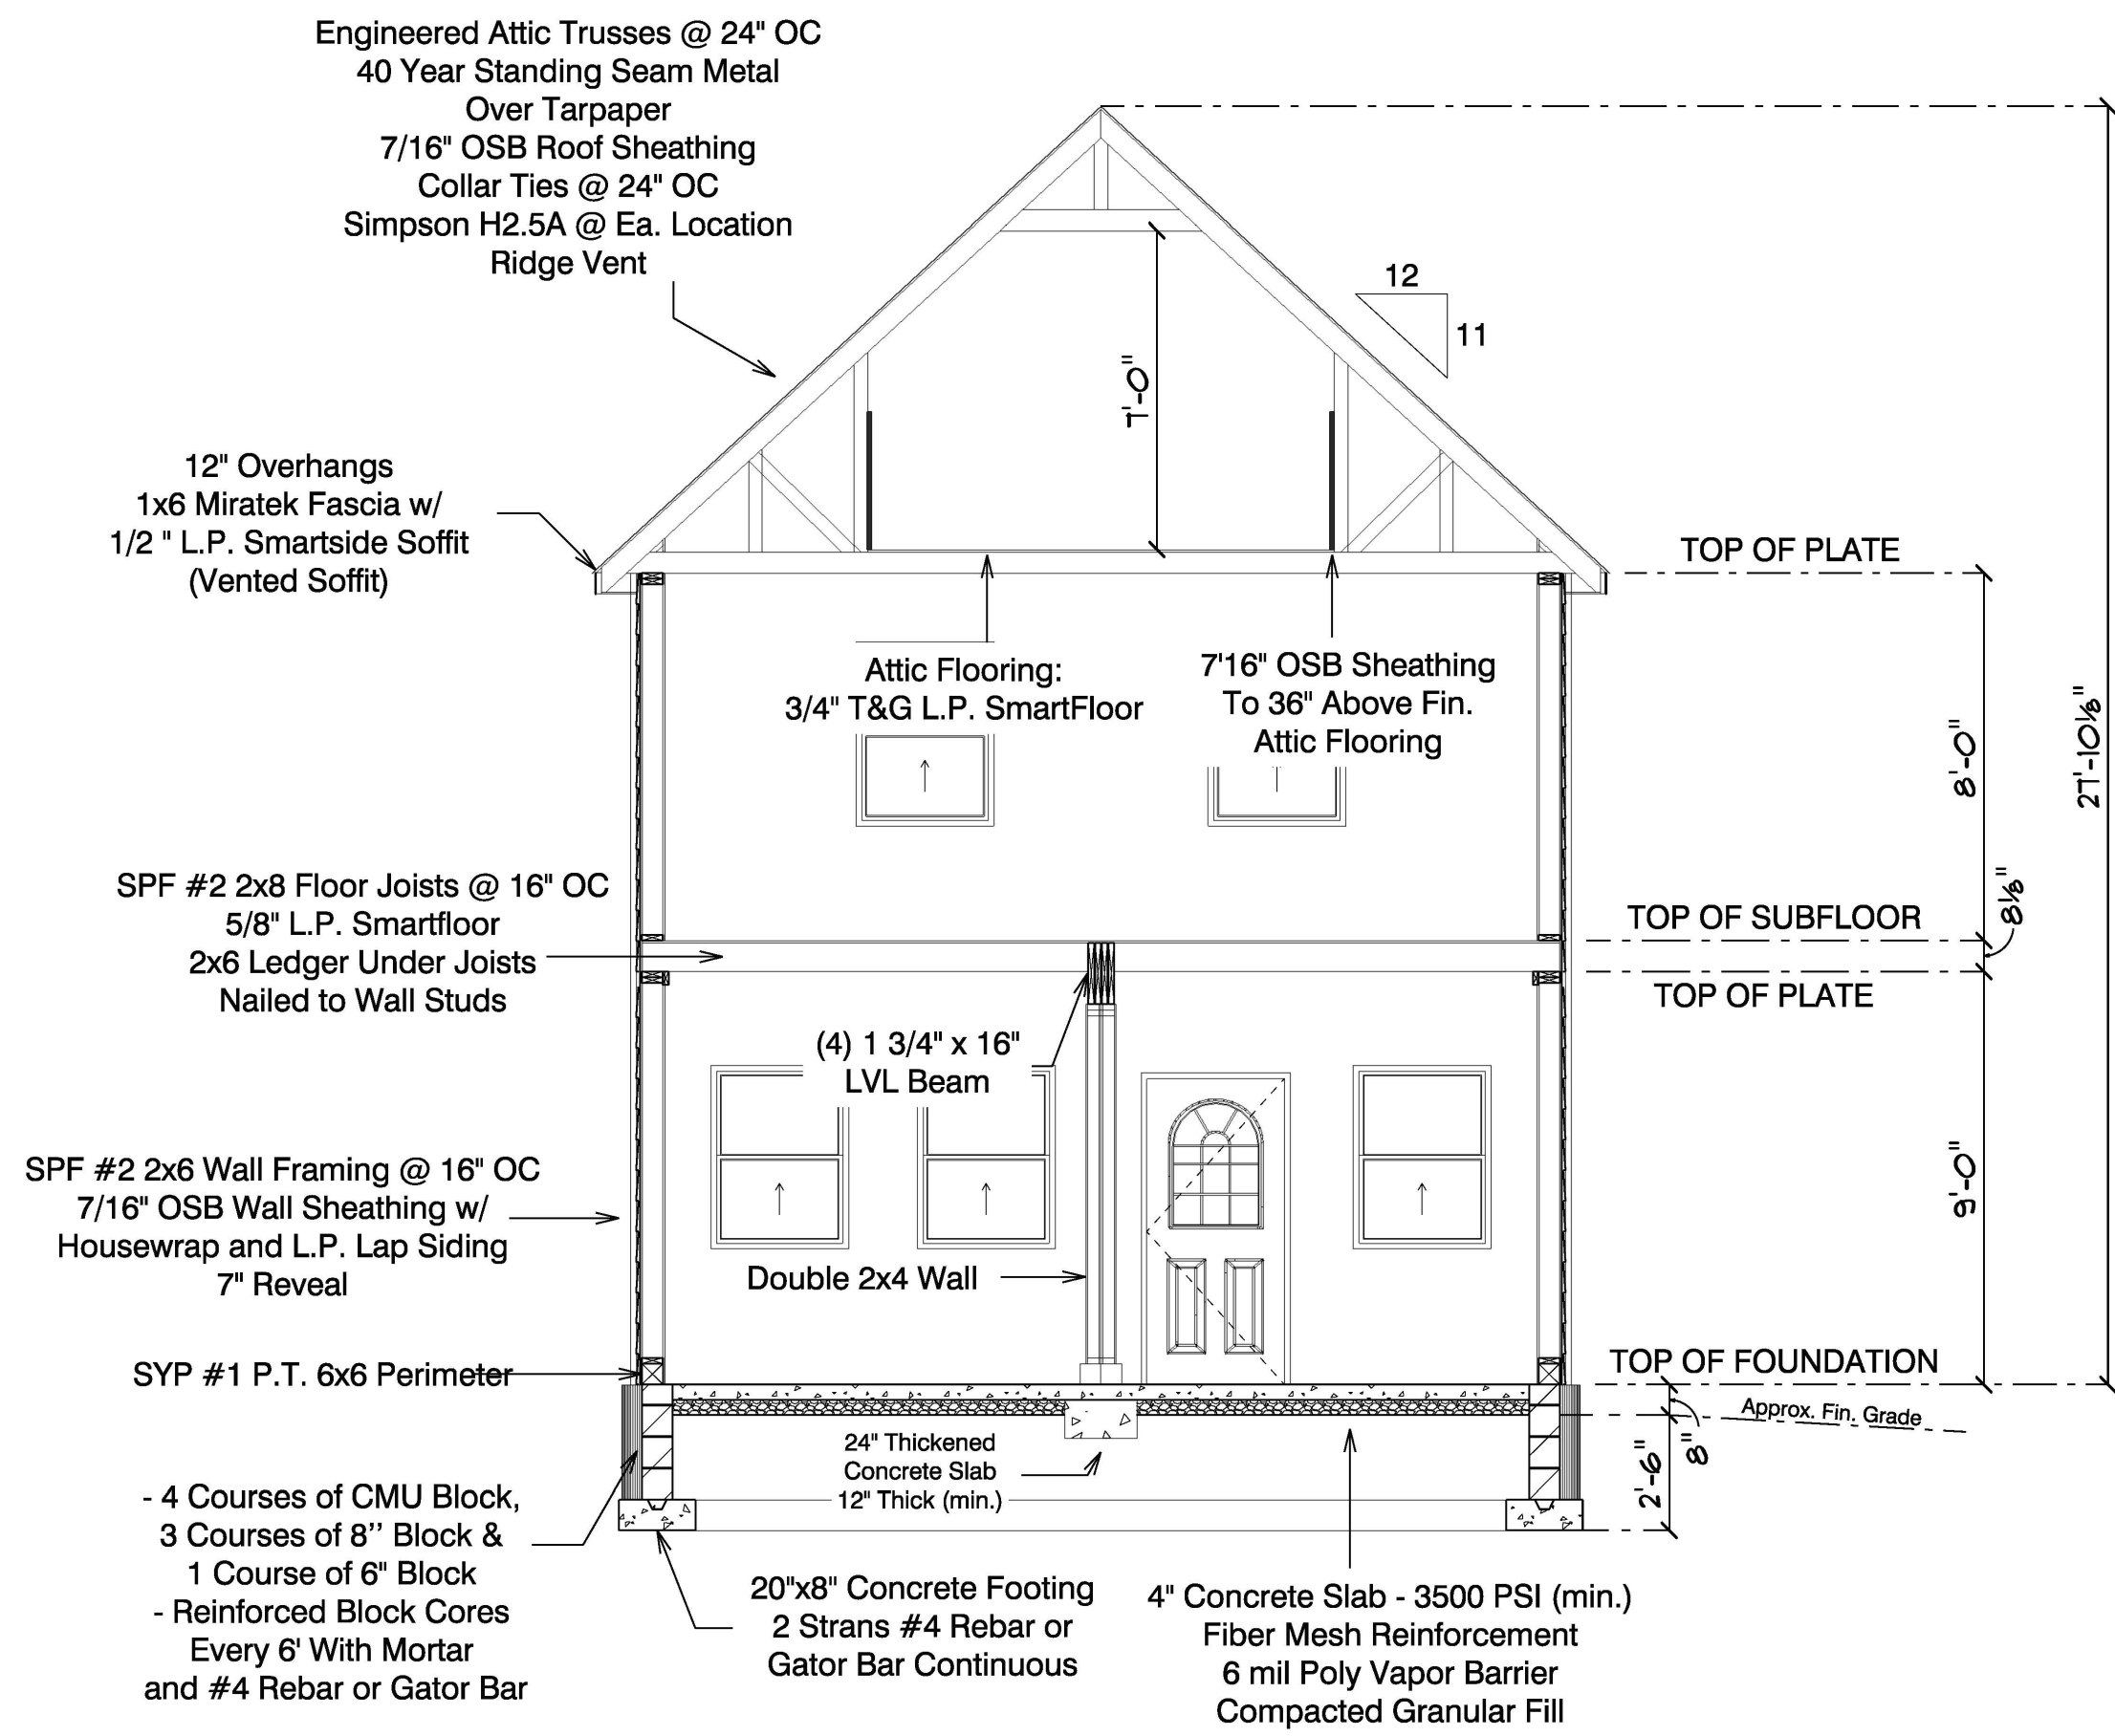 Engineered Attic Trusses @ 24" OC
40 Year Standing Seam Metal
Over Tarpaper
7/16" OSB Roof Sheathing
Collar Ties @ 24" OC
Simpson H2.5A @ Ea. Location
Ridge Vent
12
11
7'-0"
12" Overhangs
1x6 Miratek Fascia w/
1/2 " L.P. Smartside Soffit
(Vented Soffit)
TOP OF PLATE
Attic Flooring:
3/4" T&G L.P. SmartFloor
7'16" OSB Sheathing
To 36" Above Fin.
Attic Flooring
8'-0"
27'-10⅛"
SPF #2 2x8 Floor Joists @ 16" OC
5/8" L.P. Smartfloor
2x6 Ledger Under Joists
Nailed to Wall Studs
TOP OF SUBFLOOR
8⅛"
TOP OF PLATE
(4) 1 3/4" x 16"
LVL Beam
SPF #2 2x6 Wall Framing @ 16" OC
7/16" OSB Wall Sheathing w/
Housewrap and L.P. Lap Siding
7" Reveal
9'-0"
Double 2x4 Wall
SYP #1 P.T. 6x6 Perimeter
TOP OF FOUNDATION
Approx. Fin. Grade
8"
2'-6"
24" Thickened
Concrete Slab
12" Thick (min.)
- 4 Courses of CMU Block,
3 Courses of 8’’ Block &
1 Course of 6" Block
- Reinforced Block Cores
Every 6' With Mortar
and #4 Rebar or Gator Bar
20"x8" Concrete Footing
2 Strans #4 Rebar or
Gator Bar Continuous
4" Concrete Slab - 3500 PSI (min.)
Fiber Mesh Reinforcement
6 mil Poly Vapor Barrier
Compacted Granular Fill